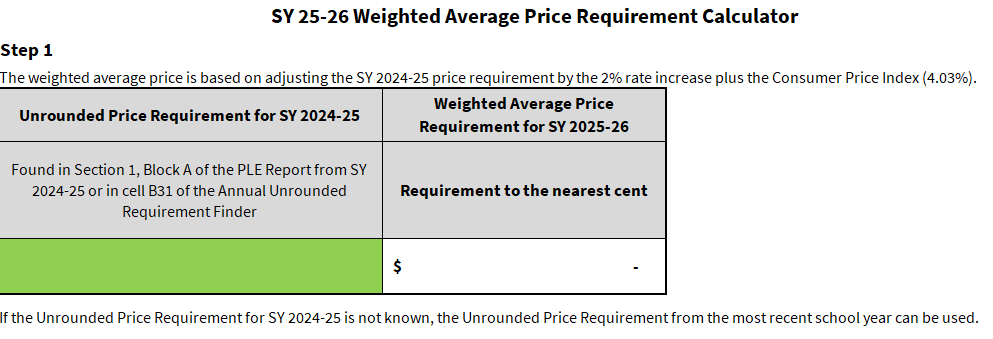 SY 25-26 Weighted Average Price Requirement Calculator
Step 1
The weighted average price is based on adjusting the SY 2024-25 price requirement by the 2% rate increase plus the Consumer Price Index (4.03%).
Unrounded Price Requirement for SY 2024-25
Weighted Average Price
Requirement for SY 2025-26
Found in Section 1, Block A of the PLE Report from SY
2024-25 or in cell B31 of the Annual Unrounded
Requirement Finder
Requirement to the nearest cent
$ -
If the Unrounded Price Requirement for SY 2024-25 is not known, the Unrounded Price Requirement from the most recent school year can be used.